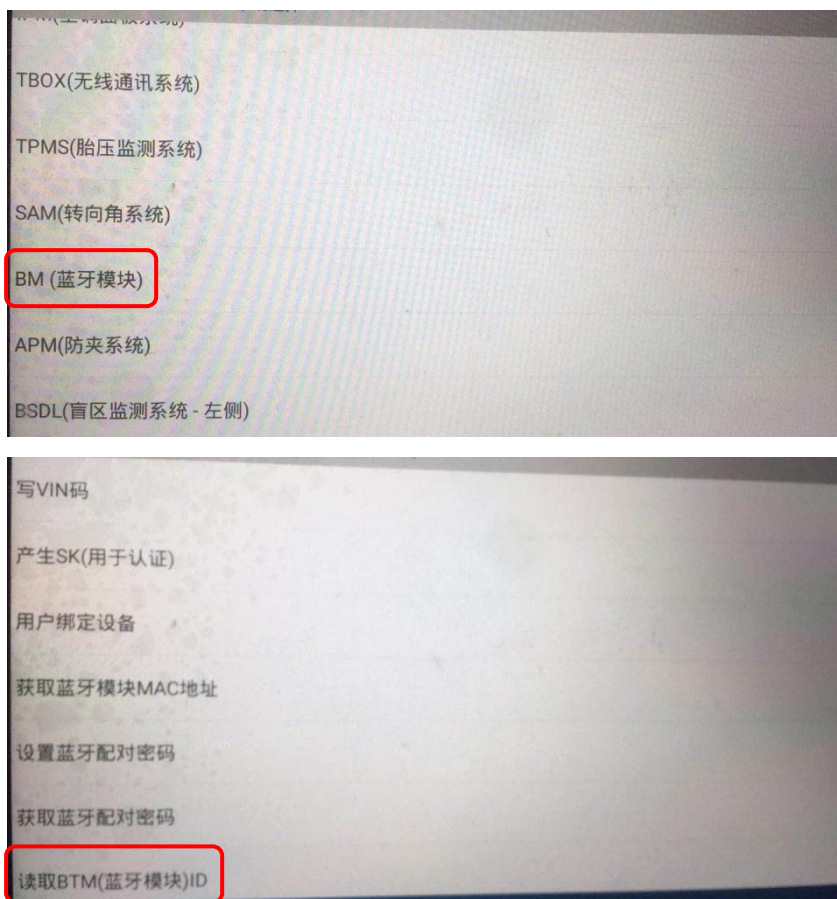 TBOX(无线通讯系统)
TPMS(胎压监测系统)
SAM(转向角系统)
BM (蓝牙模块)
APM(防夹系统)
BSDL(盲区监测系统 - 左侧)
写VIN码
产生SK(用于认证)
用户绑定设备
获取蓝牙模块MAC地址
设置蓝牙配对密码
获取蓝牙配对密码
读取BTM(蓝牙模块)ID